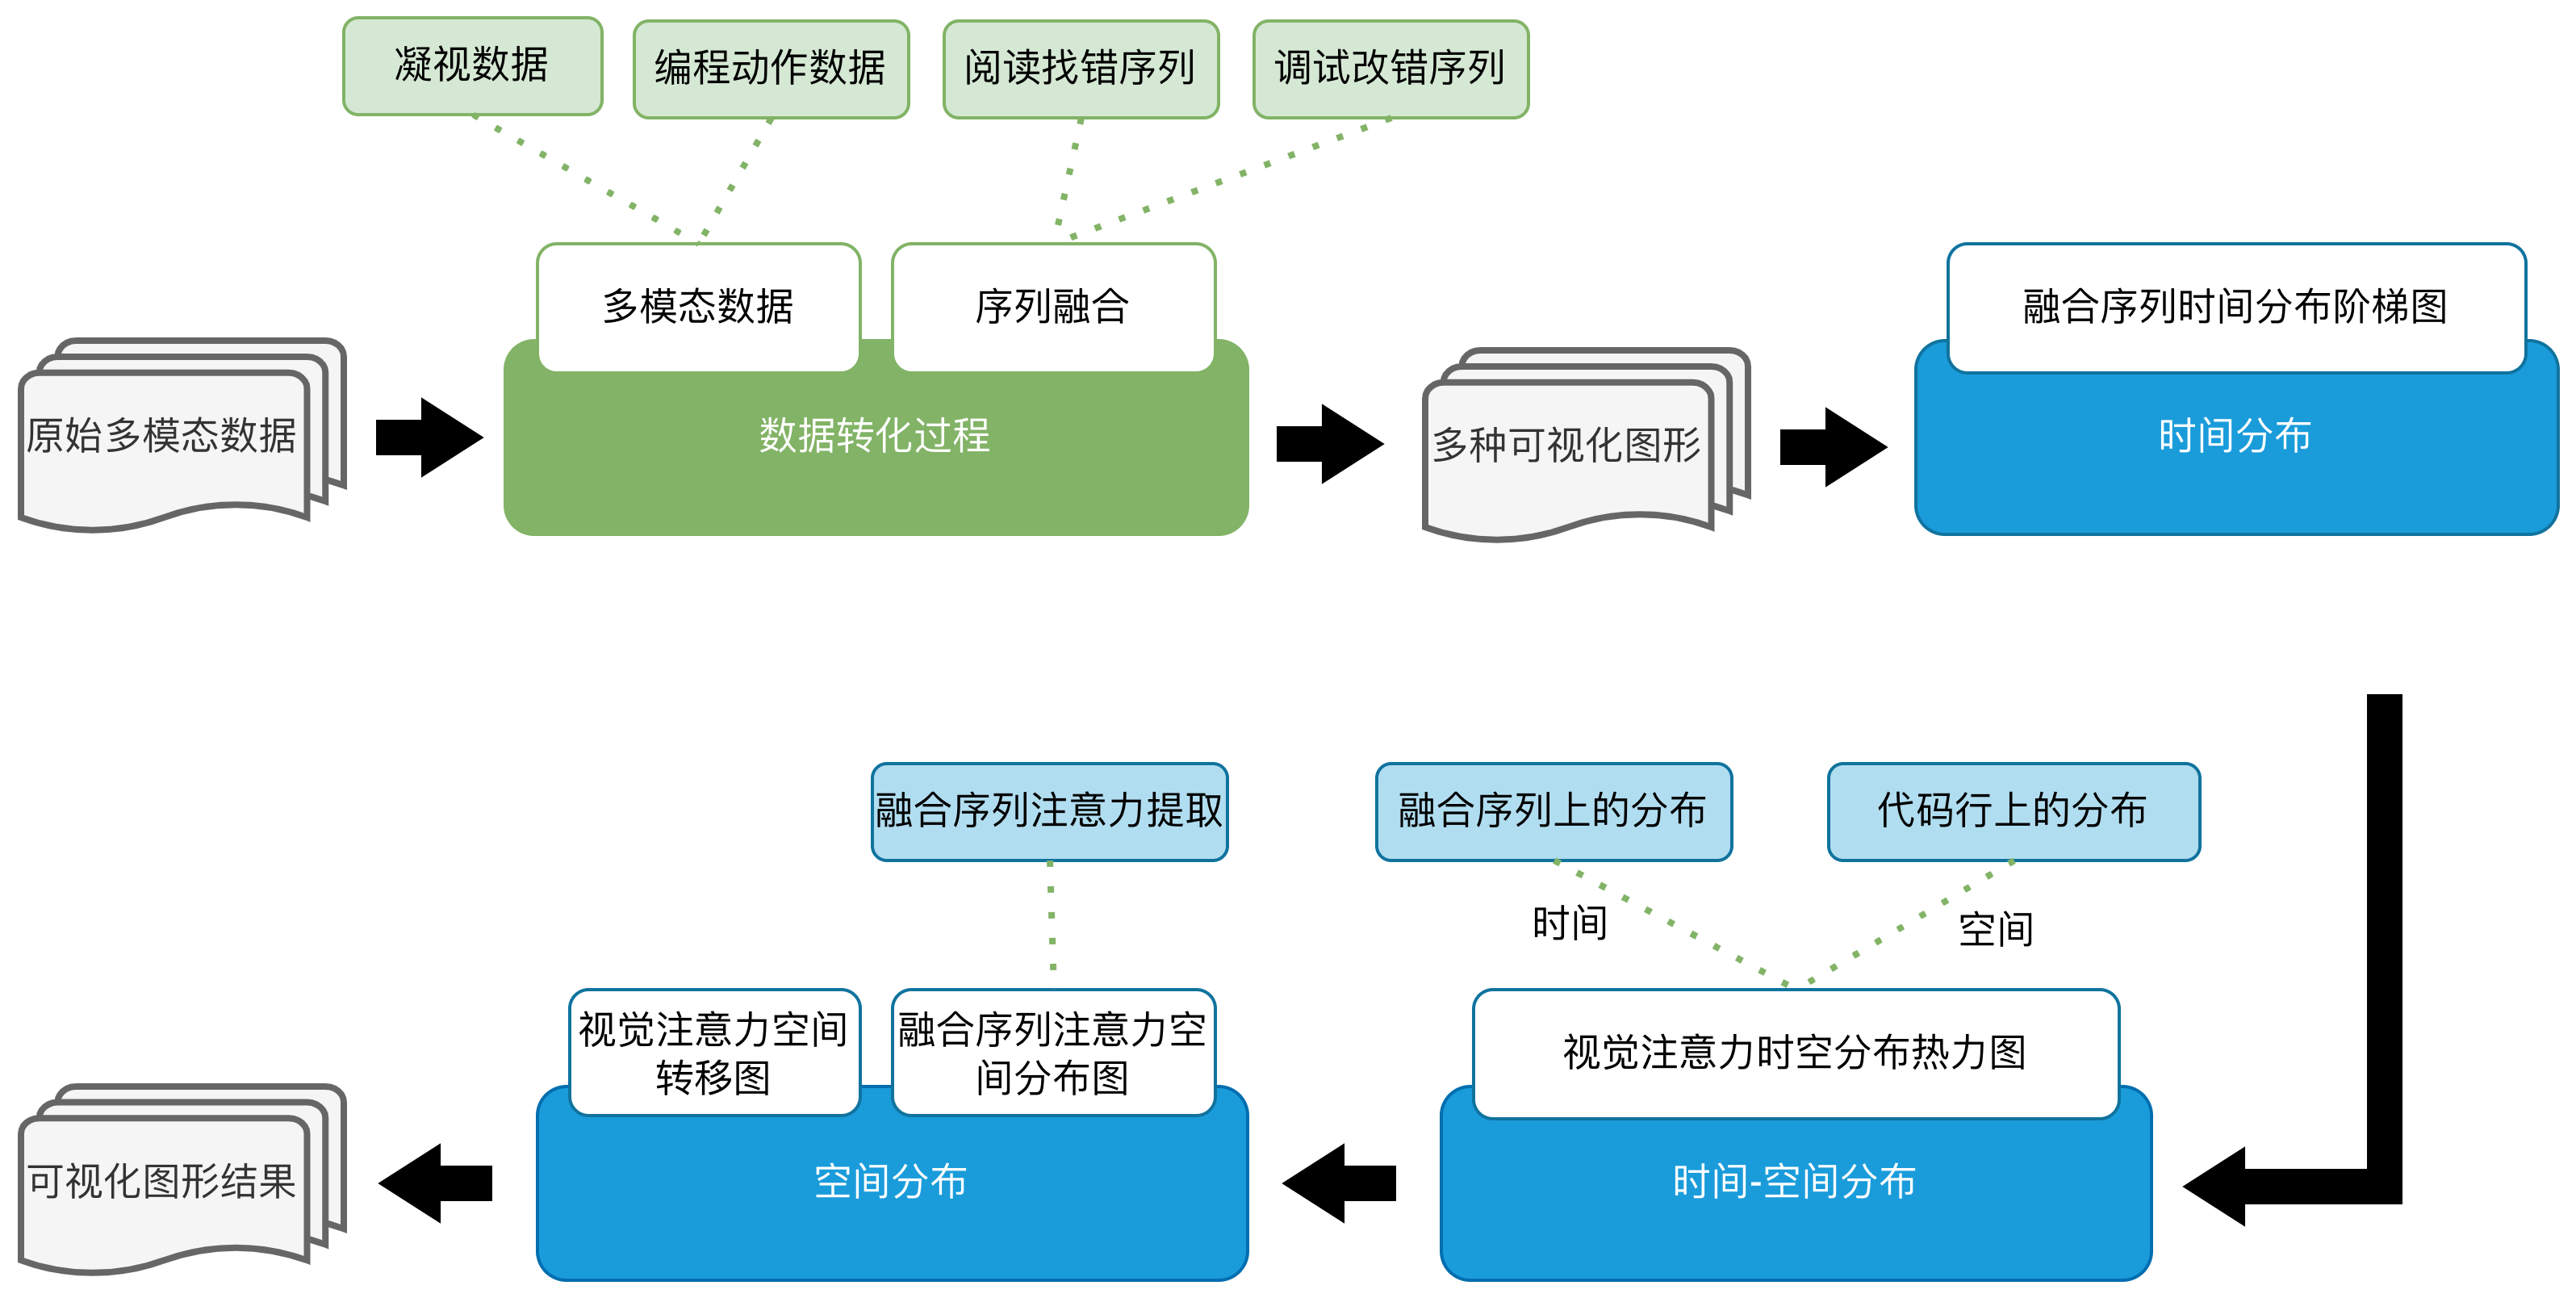 凝视数据
编程动作数据
阅读找错序列
调试改错序列
多模态数据
序列融合
融合序列时间分布阶梯图
原始多模态数据
数据转化过程
多种可视化图形
时间分布
融合序列注意力提取
融合序列上的分布
代码行上的分布
时间
空间
视觉注意力空间
转移图
融合序列注意力空
间分布图
视觉注意力时空分布热力图
可视化图形结果
空间分布
时间-空间分布